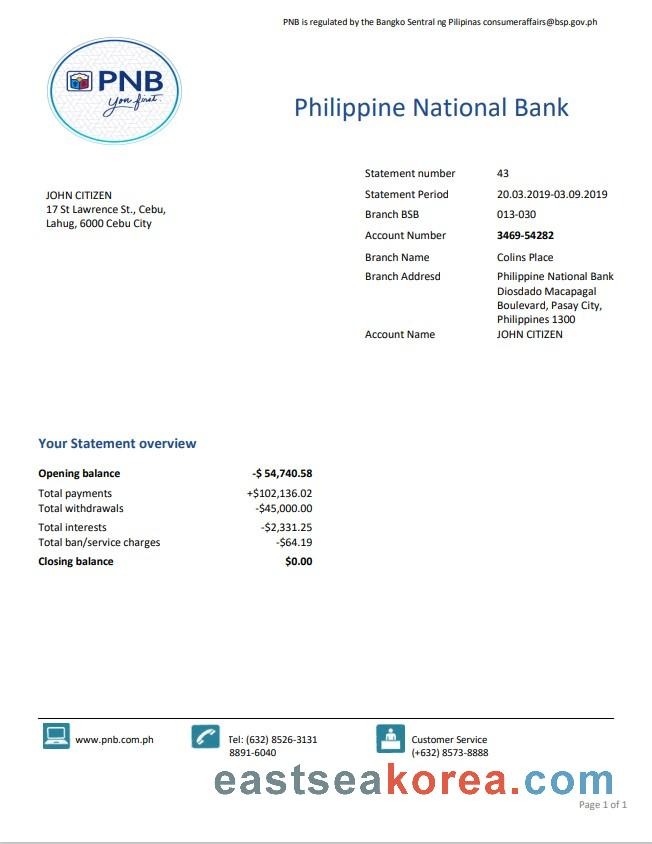 PNB is regulated by the Bangko Sentral ng Pilipinas consumeraffairs@bsp.gov.ph
PNB
You first.
Philippine National Bank
JOHN CITIZEN
17 St Lawrence St., Cebu,
Lahug, 6000 Cebu City
Statement number 43
Statement Period 20.03.2019-03.09.2019
Branch BSB 013-030
Account Number 3469-54282
Branch Name Colins Place
Branch Addresd Philippine National Bank
Diosdado Macapagal
Boulevard, Pasay City,
Philippines 1300
Account Name JOHN CITIZEN
Your Statement overview
Opening balance -$ 54,740.58
Total payments +$102,136.02
Total withdrawals -$45,000.00
Total interests -$2,331.25
Total ban/service charges -$64.19
Closing balance $0.00
www.pnb.com.ph
Tel: (632) 8526-3131
8891-6040
Customer Service
(+632) 8573-8888
eastseakorea.com
Page 1 of 1